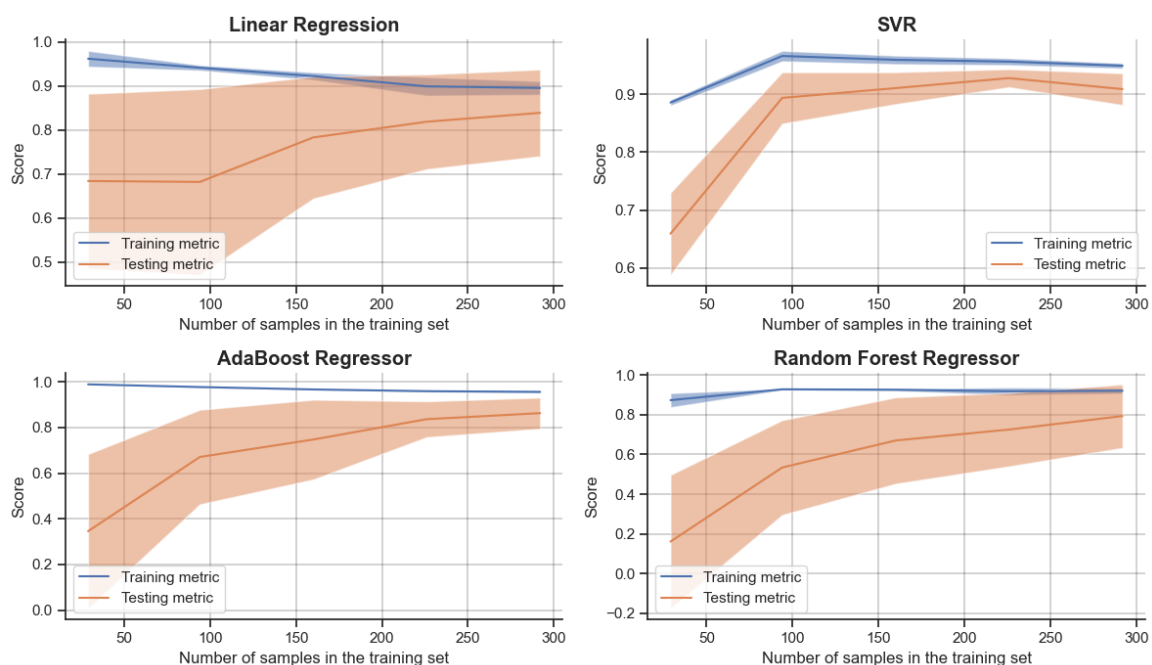 Linear Regression
1.0
0.9
0.8
0.7
0.6
0.5
Score
Training metric
Testing metric
50 100 150 200 250 300
Number of samples in the training set
SVR
0.9
0.8
0.7
0.6
Score
Training metric
Testing metric
50 100 150 200 250 300
Number of samples in the training set
AdaBoost Regressor
1.0
0.8
0.6
0.4
0.2
0.0
Score
Training metric
Testing metric
50 100 150 200 250 300
Number of samples in the training set
Random Forest Regressor
1.0
0.8
0.6
0.4
0.2
0.0
−0.2
Score
Training metric
Testing metric
50 100 150 200 250 300
Number of samples in the training set